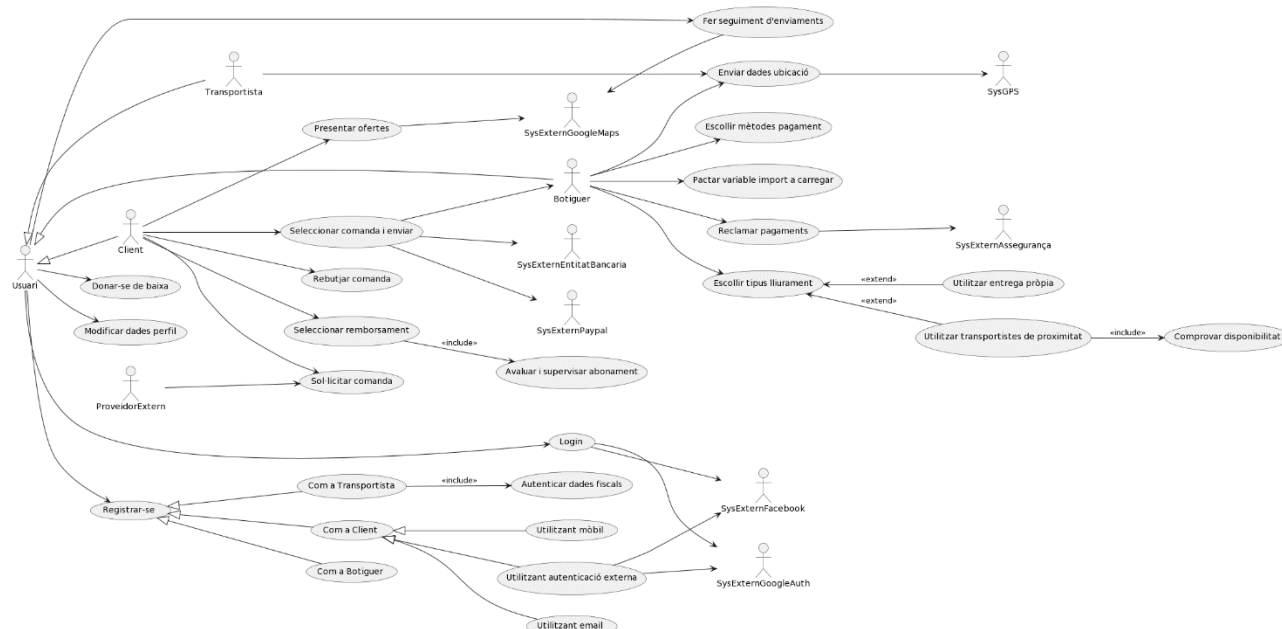 Fer seguiment d'enviaments
Transportista
Enviar dades ubicació
SysGPS
Presentar ofertes
SysExternGoogleMaps
Escollir mètodes pagament
Botiguer
Pactar variable import a carregar
Client
Seleccionar comanda i enviar
Reclamar pagaments
SysExternAssegurança
SysExternEntitatBancaria
Usuari
Donar-se de baixa
Rebutjar comanda
Escollir tipus lliurament
«extend»
Utilitzar entrega pròpia
«extend»
Modificar dades perfil
Seleccionar remborsament
SysExternPaypal
Utilitzar transportistes de proximitat
«include»
Comprovar disponibilitat
«include»
Avaluar i supervisar abonament
Sol·licitar comanda
ProveidorExtern
Login
Com a Transportista
«include»
Autenticar dades fiscals
SysExternFacebook
Registrar-se
Com a Client
Utilitzant mòbil
Com a Botiguer
Utilitzant autenticació externa
SysExternGoogleAuth
Utilitzant email